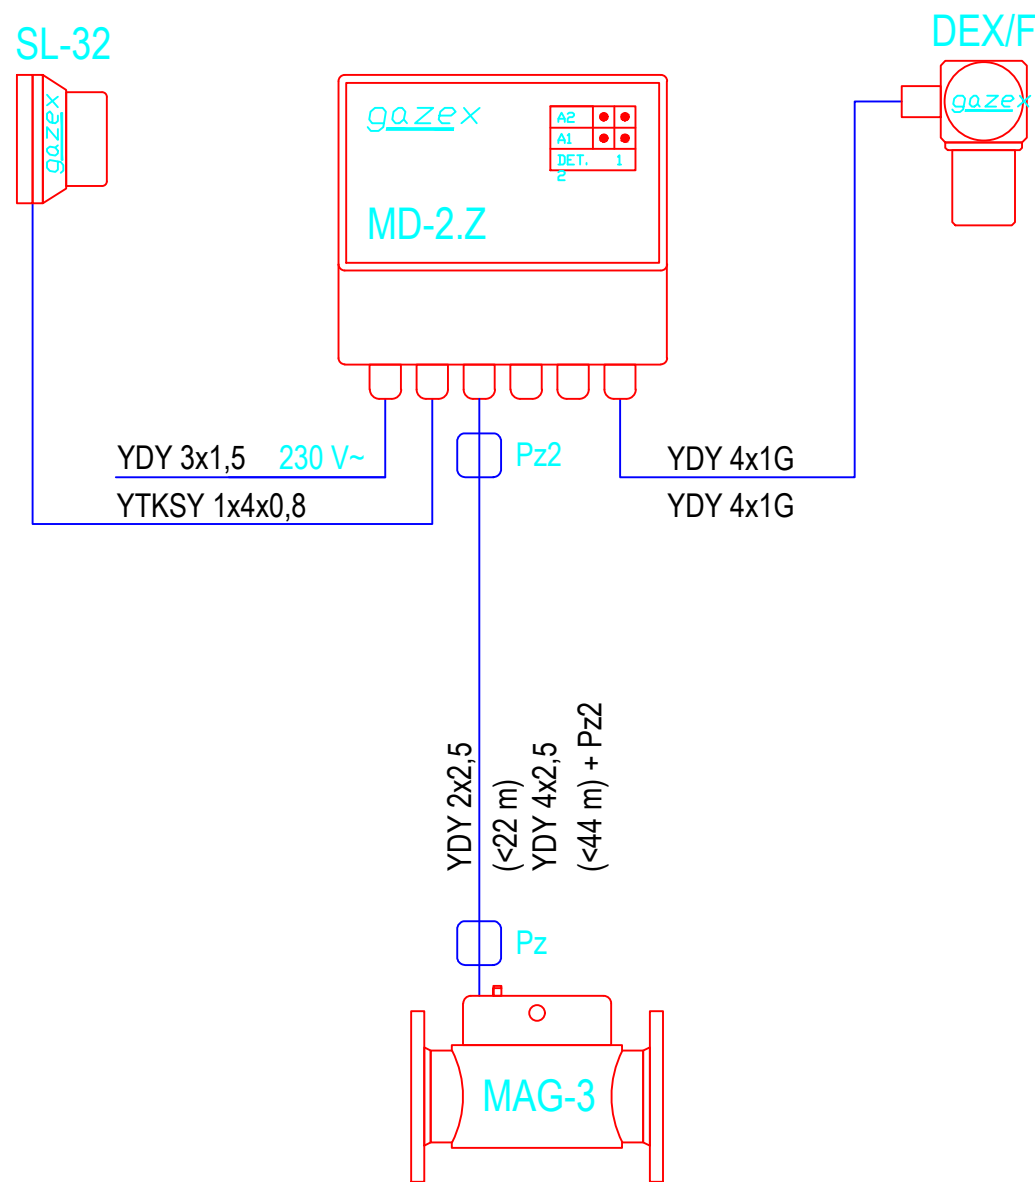 SL-32
DEX/F
gazex
gazex
gazex
A2
A1
DET. 1
2
MD-2.Z
YDY 3x1,5 230 V~
YTKSY 1x4x0,8
Pz2
YDY 4x1G
YDY 4x1G
YDY 2x2,5
(<22 m)
YDY 4x2,5
(<44 m) + Pz2
Pz
MAG-3